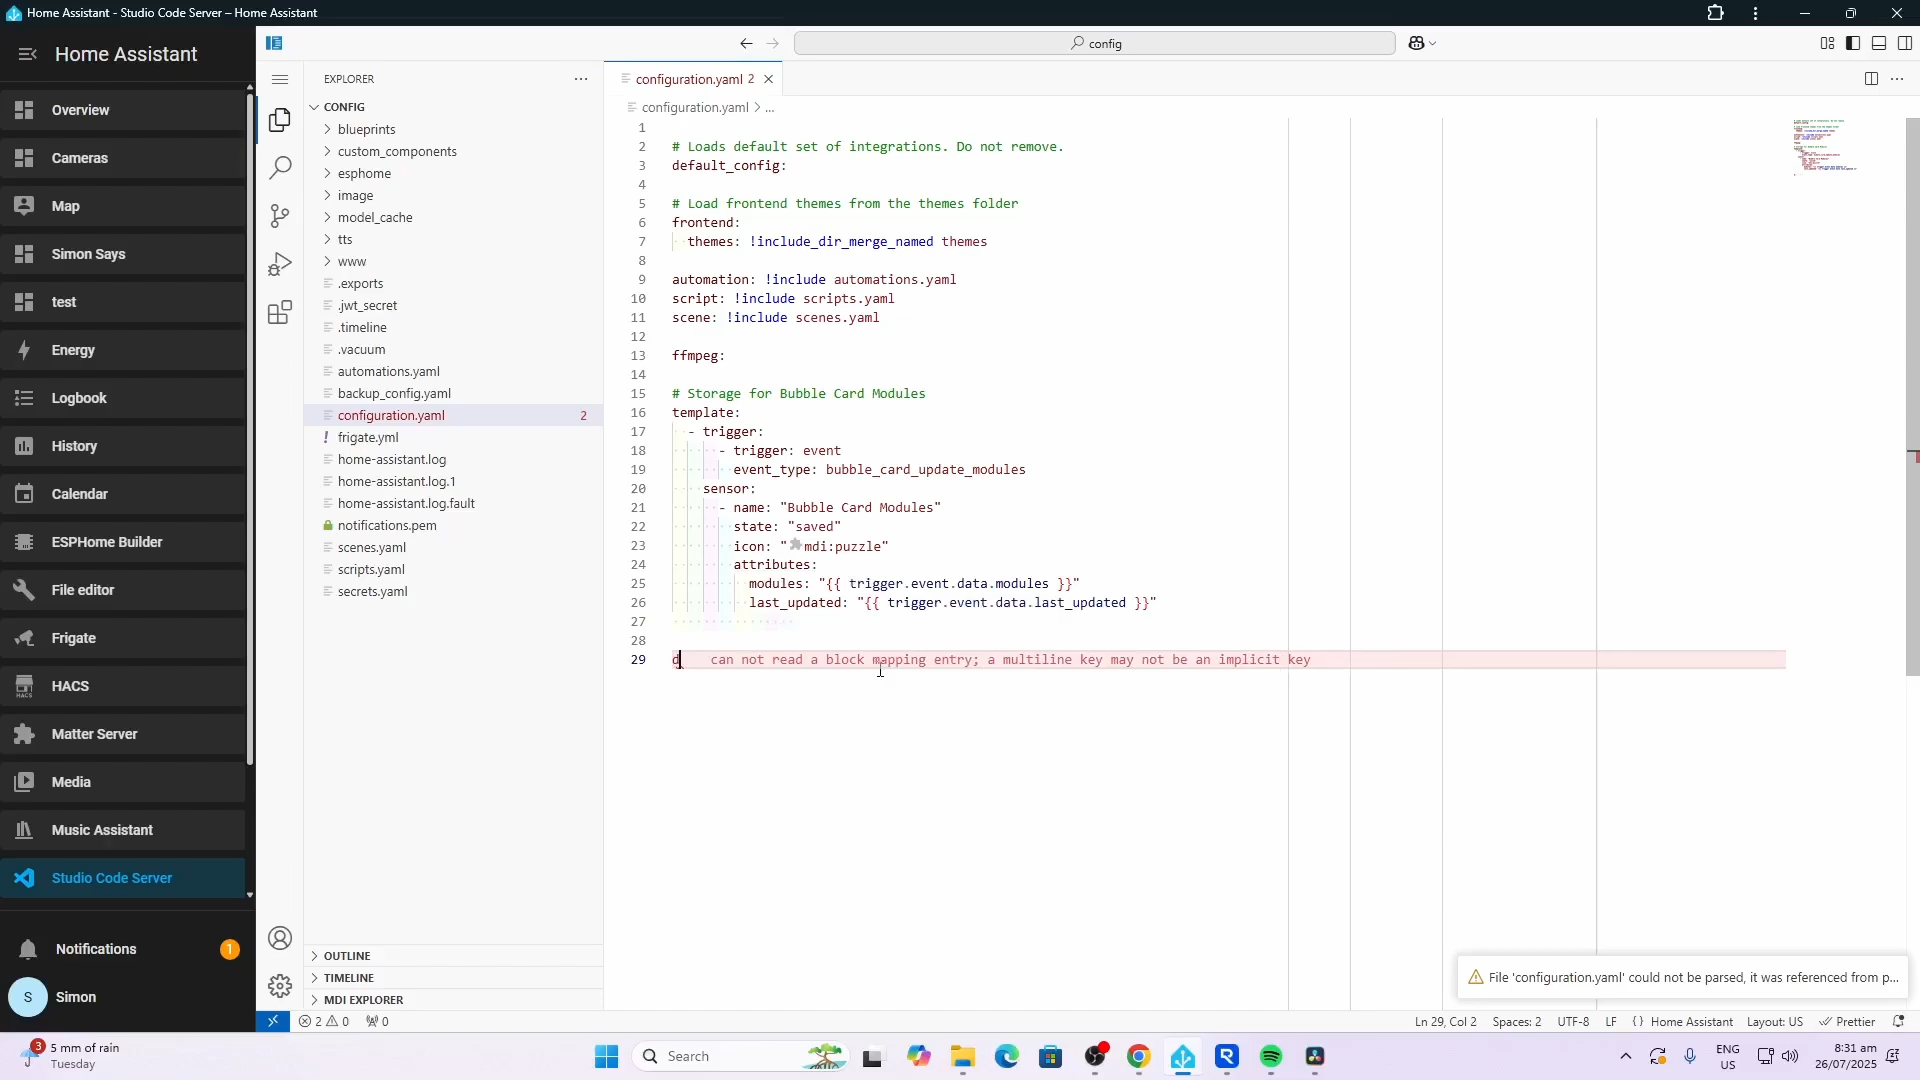 Home Assistant - Studio Code Server – Home Assistant
Home Assistant
Overview
Cameras
Map
Simon Says
test
Energy
Logbook
History
Calendar
ESPHome Builder
File editor
Frigate
HACS
Matter Server
Media
Music Assistant
Studio Code Server
Notifications
1
S
Simon
config
EXPLORER
CONFIG
blueprints
custom_components
esphome
image
model_cache
tts
www
.exports
.jwt_secret
.timeline
.vacuum
automations.yaml
backup_config.yaml
configuration.yaml 2
frigate.yml
home-assistant.log
home-assistant.log.1
home-assistant.log.fault
notifications.pem
scenes.yaml
scripts.yaml
secrets.yaml
OUTLINE
TIMELINE
MDI EXPLORER
configuration.yaml 2
configuration.yaml > ...
1
2 # Loads default set of integrations. Do not remove.
3 default_config:
4
5 # Load frontend themes from the themes folder
6 frontend:
7 themes: !include_dir_merge_named themes
8
9 automation: !include automations.yaml
10 script: !include scripts.yaml
11 scene: !include scenes.yaml
12
13 ffmpeg:
14
15 # Storage for Bubble Card Modules
16 template:
17 - trigger:
18 - trigger: event
19 event_type: bubble_card_update_modules
20 sensor:
21 - name: "Bubble Card Modules"
22 state: "saved"
23 icon: "mdi:puzzle"
24 attributes:
25 modules: "{{ trigger.event.data.modules }}"
26 last_updated: "{{ trigger.event.data.last_updated }}"
27
28
29 d can not read a block mapping entry; a multiline key may not be an implicit key
File 'configuration.yaml' could not be parsed, it was referenced from p...
2 0 0
Ln 29, Col 2 Spaces: 2 UTF-8 LF {} Home Assistant Layout: US Prettier
3
5 mm of rain
Tuesday
Search
ENG
US
8:31 am
26/07/2025